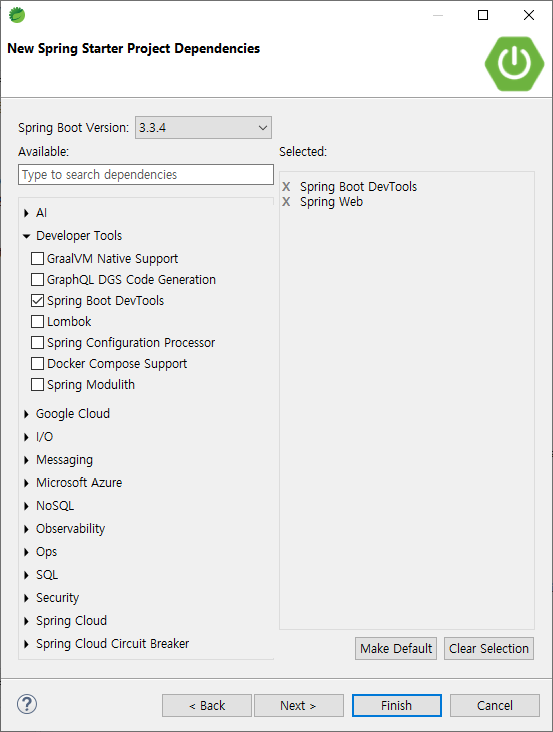 New Spring Starter Project Dependencies
Spring Boot Version: 3.3.4
Available:
Type to search dependencies
AI
Developer Tools
GraalVM Native Support
GraphQL DGS Code Generation
Spring Boot DevTools
Lombok
Spring Configuration Processor
Docker Compose Support
Spring Modulith
Google Cloud
I/O
Messaging
Microsoft Azure
NoSQL
Observability
Ops
SQL
Security
Spring Cloud
Spring Cloud Circuit Breaker
Selected:
X Spring Boot DevTools
X Spring Web
Make Default
Clear Selection
?
< Back
Next >
Finish
Cancel